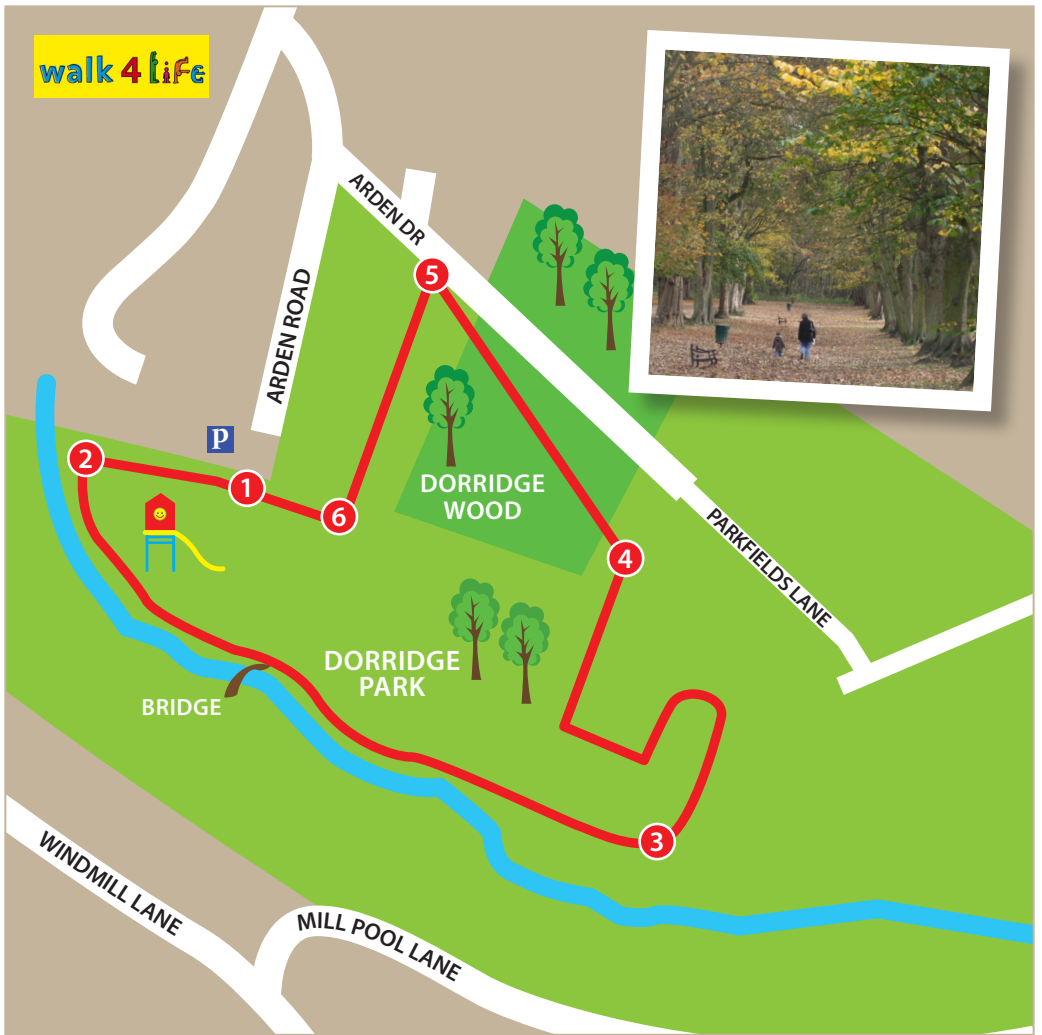 walk 4 life
ARDEN DR
5
ARDEN ROAD
P
2
1
6
DORRIDGE
WOOD
4
PARKFIELDS LANE
DORRIDGE
PARK
BRIDGE
3
WINDMILL LANE
MILL POOL LANE